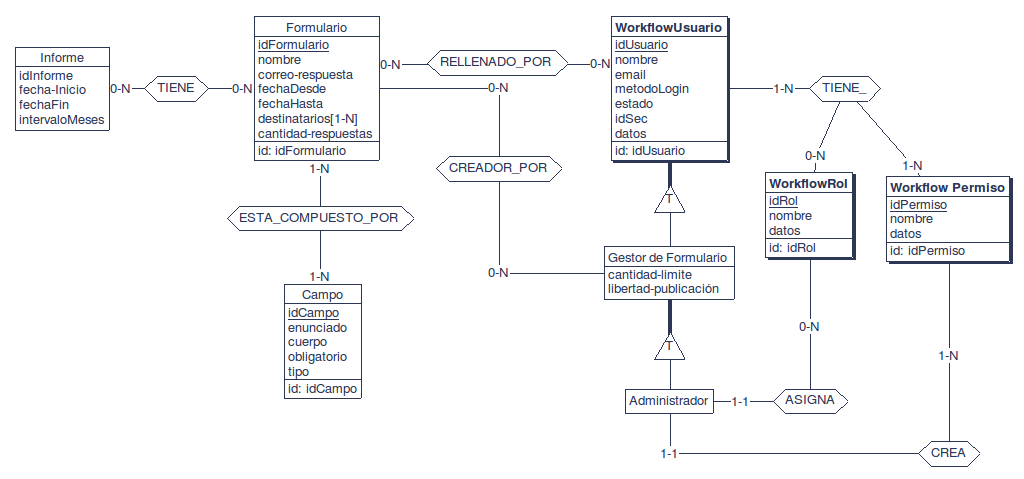 Informe
idInforme
fecha-Inicio
fechaFin
intervaloMeses
0-N
TIENE
0-N
Formulario
idFormulario
nombre
correo-respuesta
fechaDesde
fechaHasta
destinatarios[1-N]
cantidad-respuestas
id: idFormulario
0-N
RELLENADO_POR
0-N
WorkflowUsuario
idUsuario
nombre
email
metodoLogin
estado
idSec
datos
id: idUsuario
1-N
TIENE_
0-N
1-N
0-N
CREADOR_POR
0-N
WorkflowRol
idRol
nombre
datos
id: idRol
Workflow Permiso
idPermiso
nombre
datos
id: idPermiso
1-N
ESTA_COMPUESTO_POR
1-N
T
Gestor de Formulario
cantidad-limite
libertad-publicación
Campo
idCampo
enunciado
cuerpo
obligatorio
tipo
id: idCampo
T
0-N
1-N
Administrador
1-1
ASIGNA
1-1
CREA